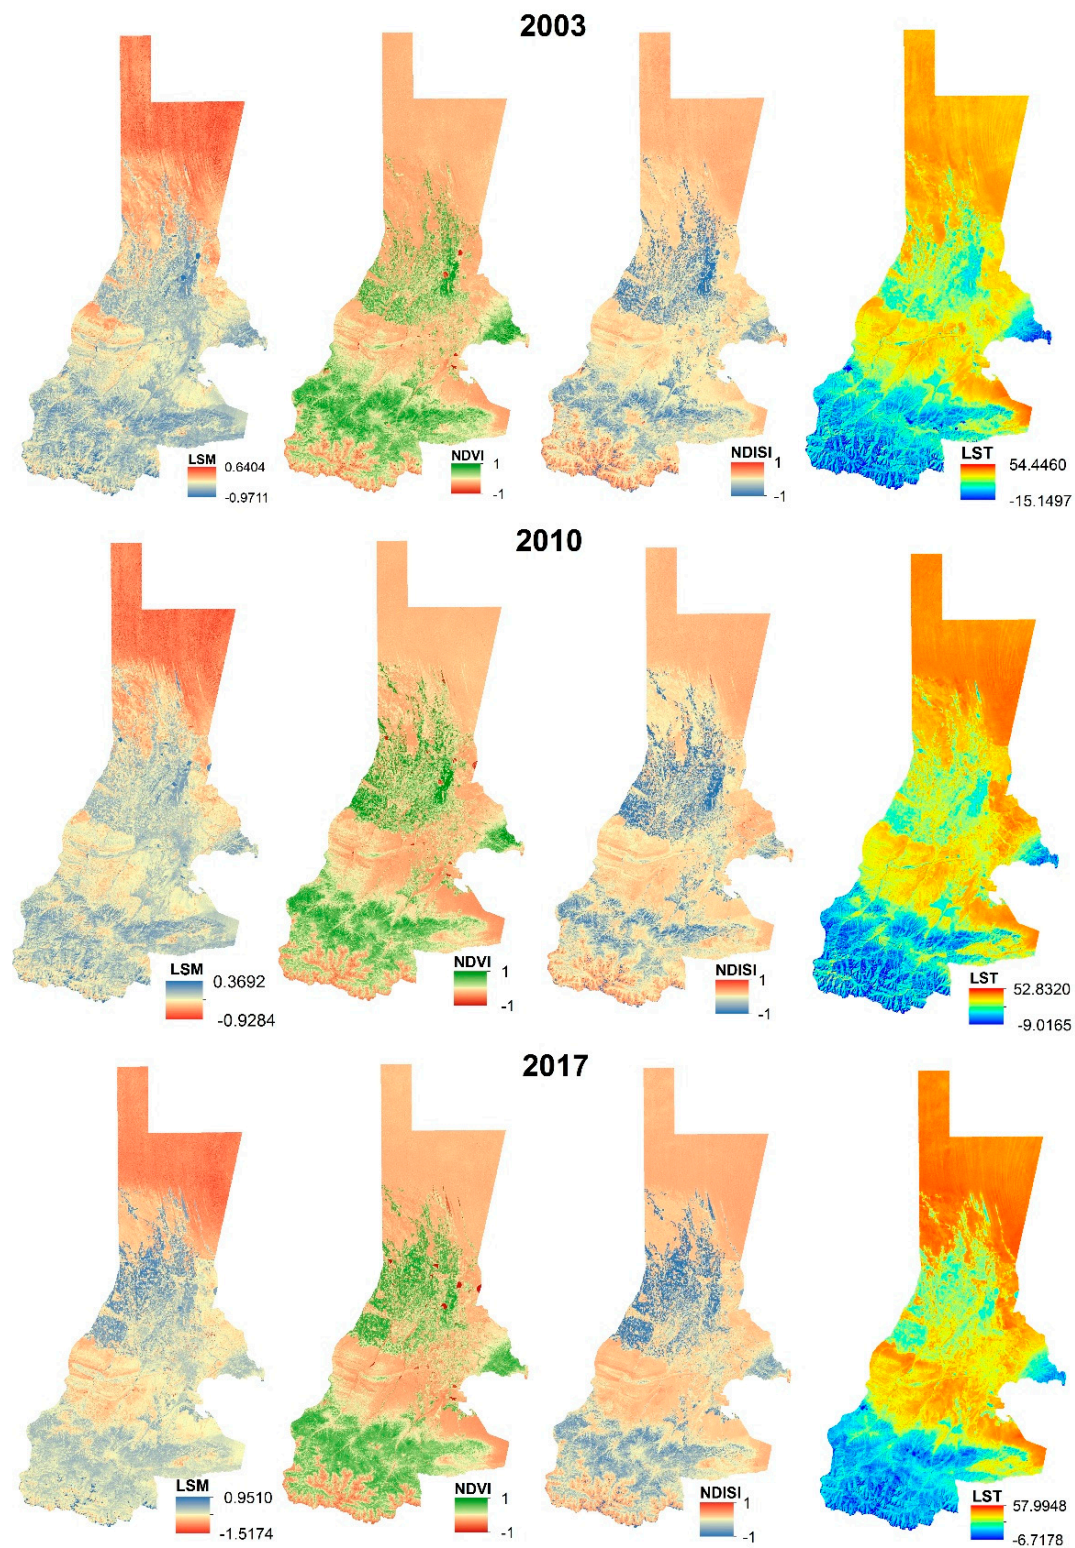 2003
LSM
0.6404
-0.9711
NDVI
1
-1
NDISI
1
-1
LST
54.4460
-15.1497
2010
LSM
0.3692
-0.9284
NDVI
1
-1
NDISI
1
-1
LST
52.8320
-9.0165
2017
LSM
0.9510
-1.5174
NDVI
1
-1
NDISI
1
-1
LST
57.9948
-6.7178